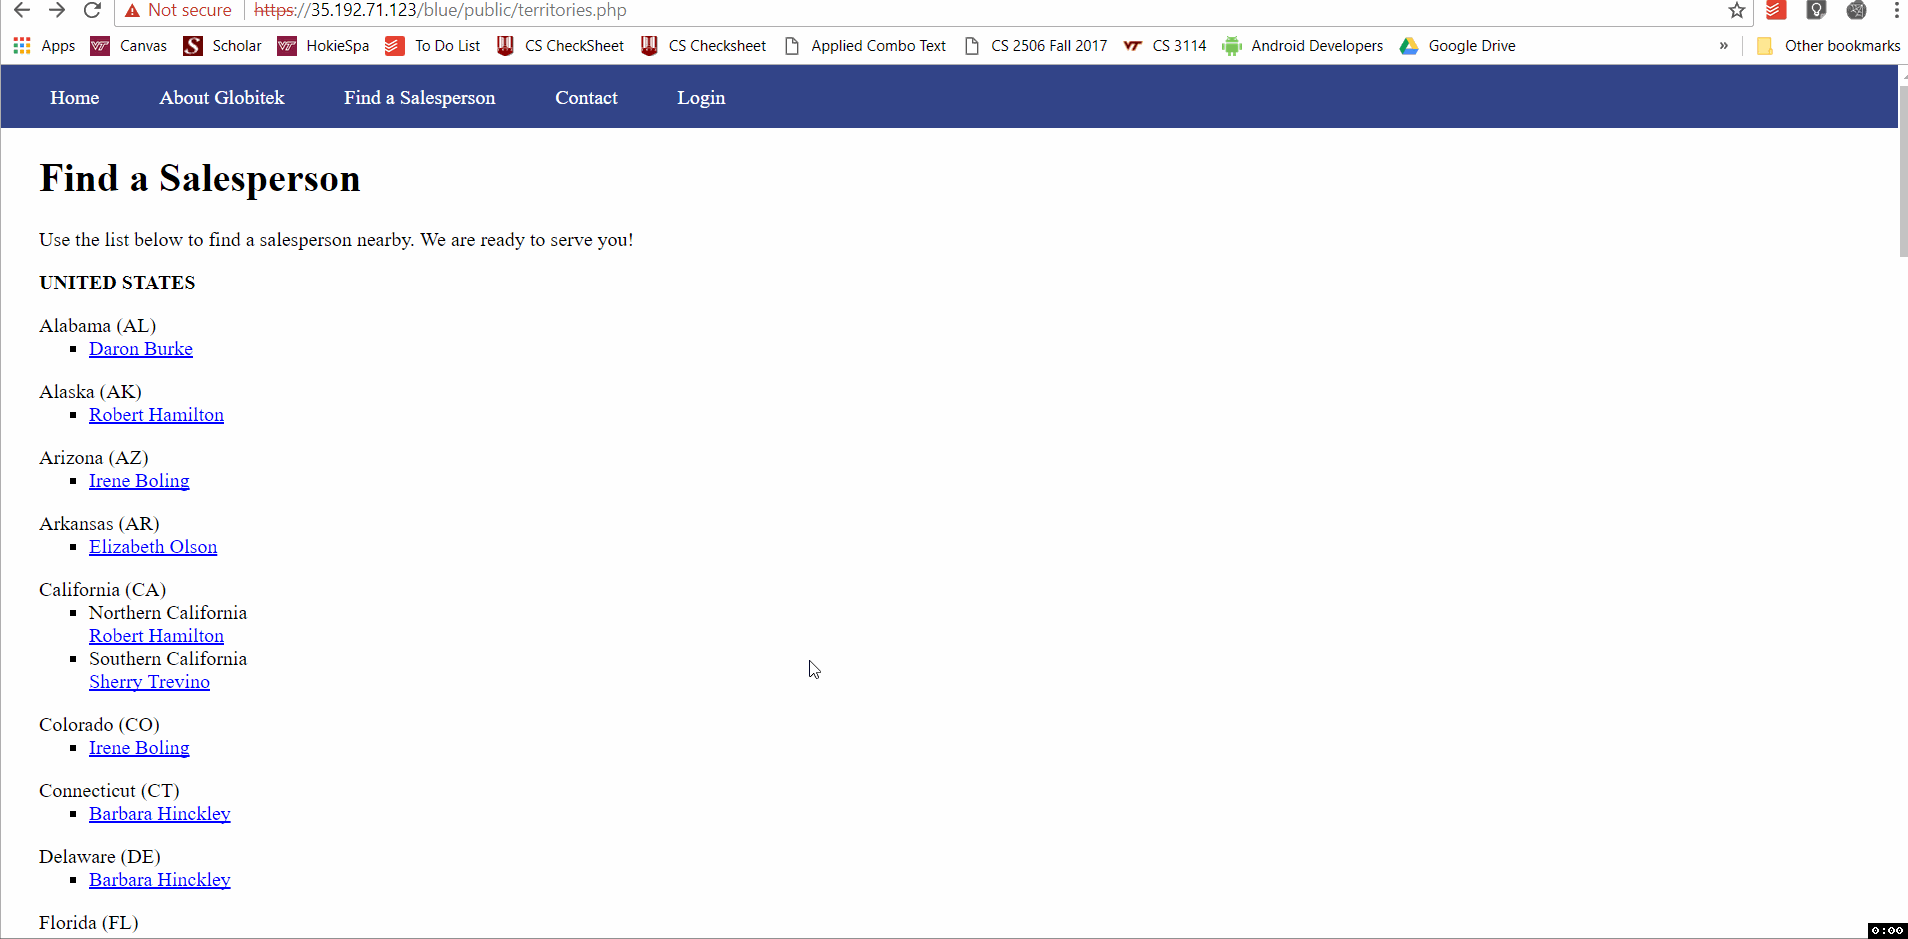 Not secure https://35.192.71.123/blue/public/territories.php
Apps Canvas Scholar HokieSpa To Do List CS CheckSheet CS Checksheet Applied Combo Text CS 2506 Fall 2017 CS 3114 Android Developers Google Drive » Other bookmarks
Home About Globitek Find a Salesperson Contact Login
Find a Salesperson
Use the list below to find a salesperson nearby. We are ready to serve you!
UNITED STATES
Alabama (AL)
Daron Burke
Alaska (AK)
Robert Hamilton
Arizona (AZ)
Irene Boling
Arkansas (AR)
Elizabeth Olson
California (CA)
Northern California
Robert Hamilton
Southern California
Sherry Trevino
Colorado (CO)
Irene Boling
Connecticut (CT)
Barbara Hinckley
Delaware (DE)
Barbara Hinckley
Florida (FL)
0:00